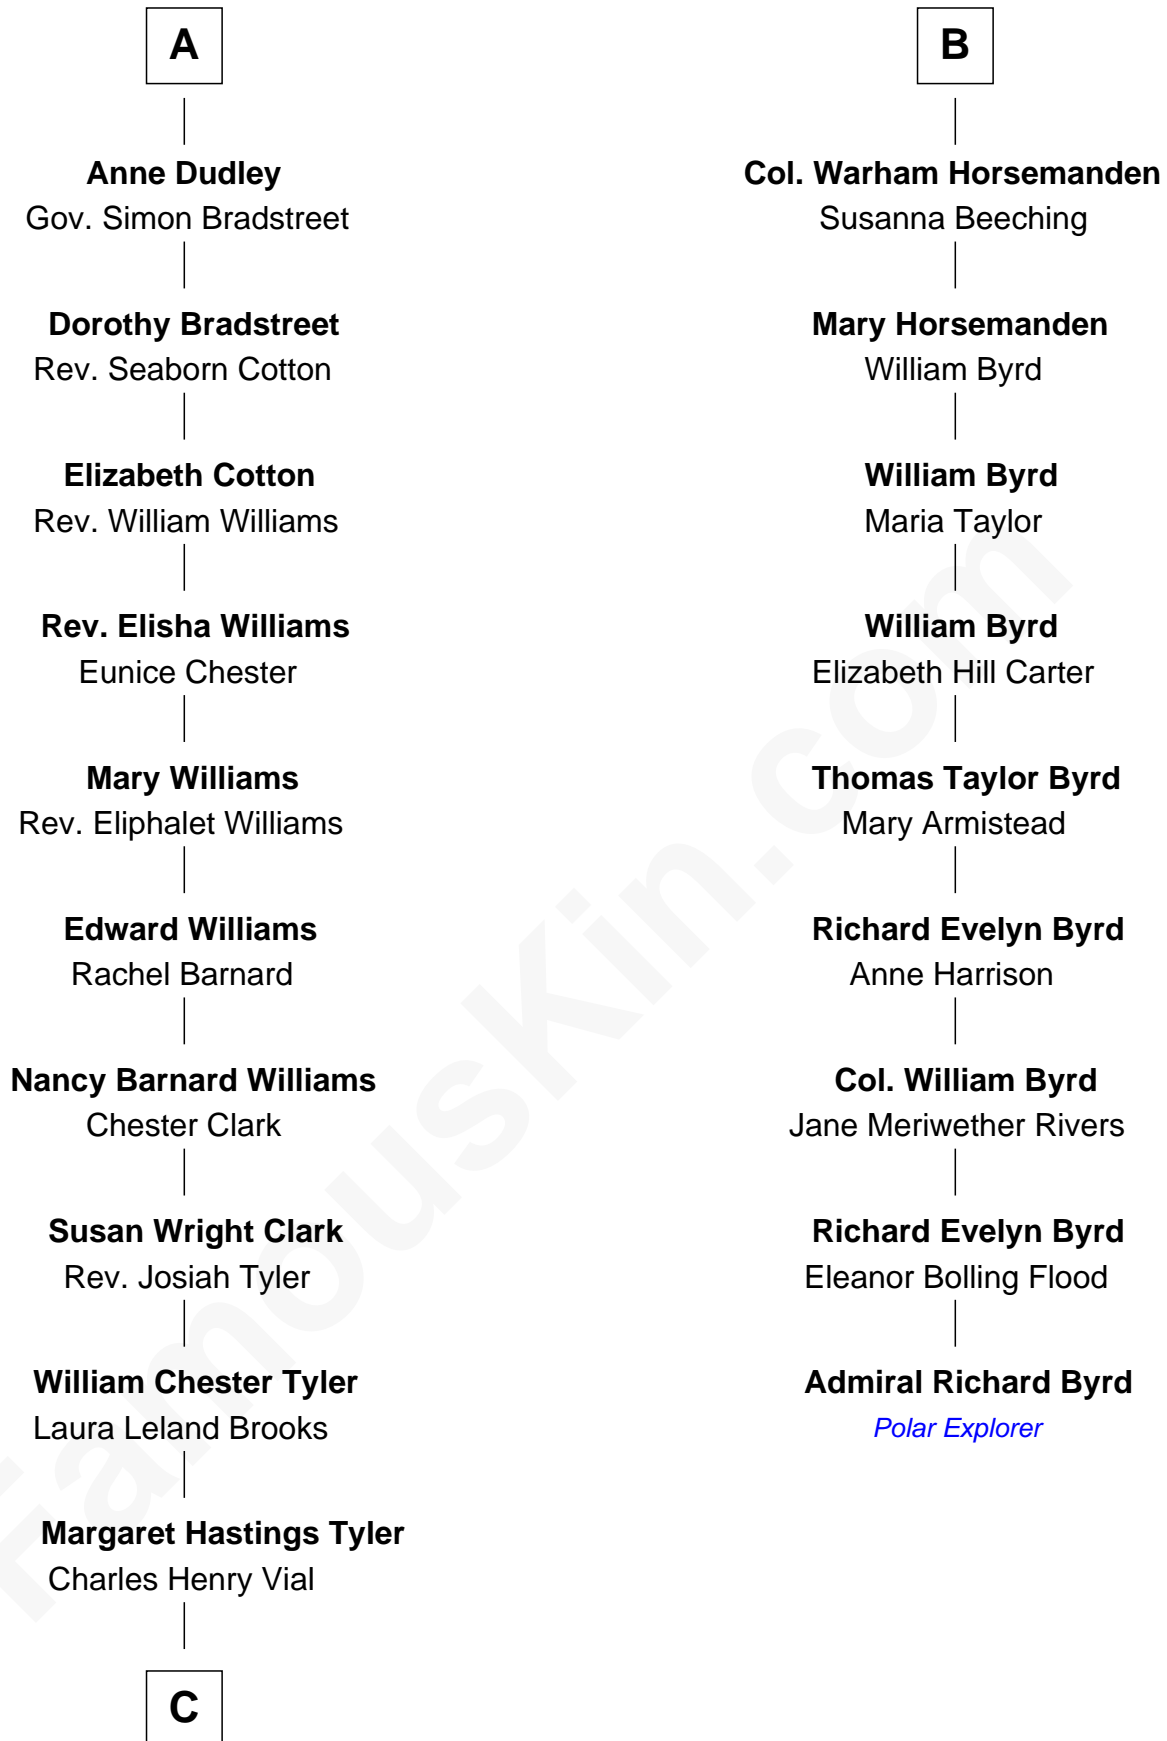 A
Anne Dudley
Gov. Simon Bradstreet
Dorothy Bradstreet
Rev. Seaborn Cotton
Elizabeth Cotton
Rev. William Williams
Rev. Elisha Williams
Eunice Chester
Mary Williams
Rev. Eliphalet Williams
Edward Williams
Rachel Barnard
Nancy Barnard Williams
Chester Clark
Susan Wright Clark
Rev. Josiah Tyler
William Chester Tyler
Laura Leland Brooks
Margaret Hastings Tyler
Charles Henry Vial
C
B
Col. Warham Horsemanden
Susanna Beeching
Mary Horsemanden
William Byrd
William Byrd
Maria Taylor
William Byrd
Elizabeth Hill Carter
Thomas Taylor Byrd
Mary Armistead
Richard Evelyn Byrd
Anne Harrison
Col. William Byrd
Jane Meriwether Rivers
Richard Evelyn Byrd
Eleanor Bolling Flood
Admiral Richard Byrd
Polar Explorer
FamousKin.com